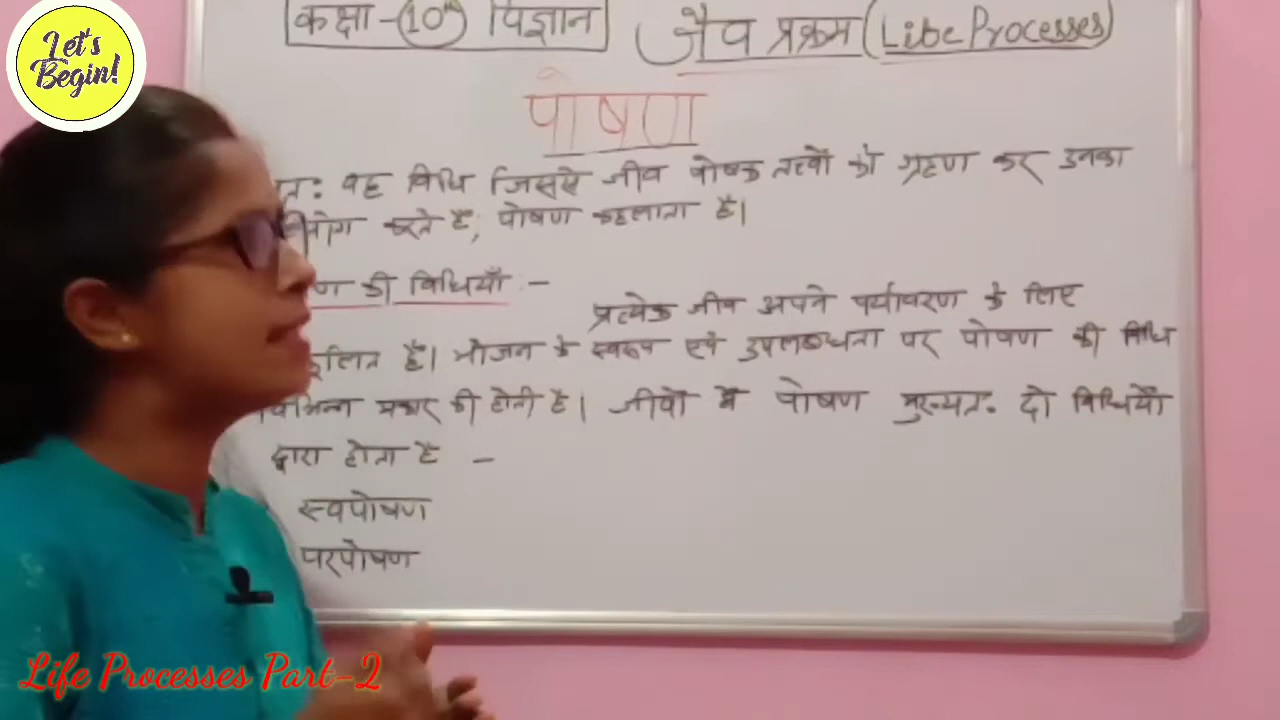 Let's
Begin!
कक्षा-10th विज्ञान
जैव प्रक्रम (Life Processes)
पोषण
वह विधि जिससे जीव पोषक तत्वों को ग्रहण कर उनका
करते हैं, पोषण कहलाता है।
की विधियाँ :-
प्रत्येक जीव अपने पर्यावरण के लिए
है। भोजन के स्वरूप एवं उपलब्धता पर पोषण की विधि
विभिन्न प्रकार की होती है। जीवों में पोषण मुख्यतः दो विधियों
द्वारा होता है -
स्वपोषण
परपोषण
Life Processes Part-2